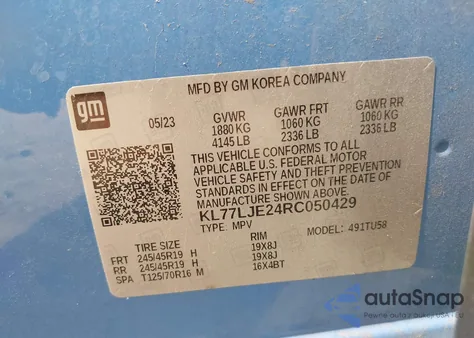 MFD BY GM KOREA COMPANY
gm
05/23 GVWR GAWR FRT GAWR RR
1880 KG 1060 KG 1060 KG
4145 LB 2336 LB 2336 LB
THIS VEHICLE CONFORMS TO ALL
APPLICABLE U.S. FEDERAL MOTOR
VEHICLE SAFETY AND THEFT PREVENTION
STANDARDS IN EFFECT ON THE DATE OF
MANUFACTURE SHOWN ABOVE.
KL77LJE24RC050429
TYPE: MPV MODEL: 491TU58
TIRE SIZE RIM
FRT 245/45R19 H 19X8J
RR 245/45R19 H 19X8J
SPA T125/70R16 M 16X4BT
autoSnap